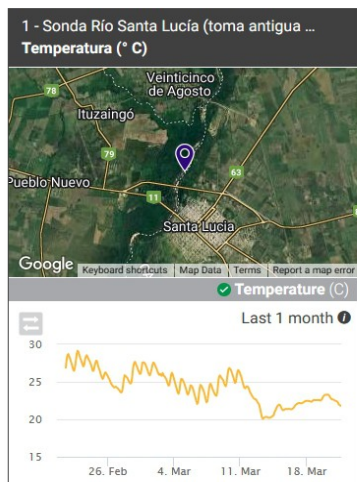 1 - Sonda Río Santa Lucía (toma antigua ...
Temperatura (° C)
Veinticinco
de Agosto
78
Ituzaingó
79
63
Pueblo Nuevo
11
Santa Lucía
Google
Keyboard shortcuts
Map Data
Terms
Report a map error
Temperature (C)
Last 1 month
30
25
20
15
26. Feb
4. Mar
11. Mar
18. Mar